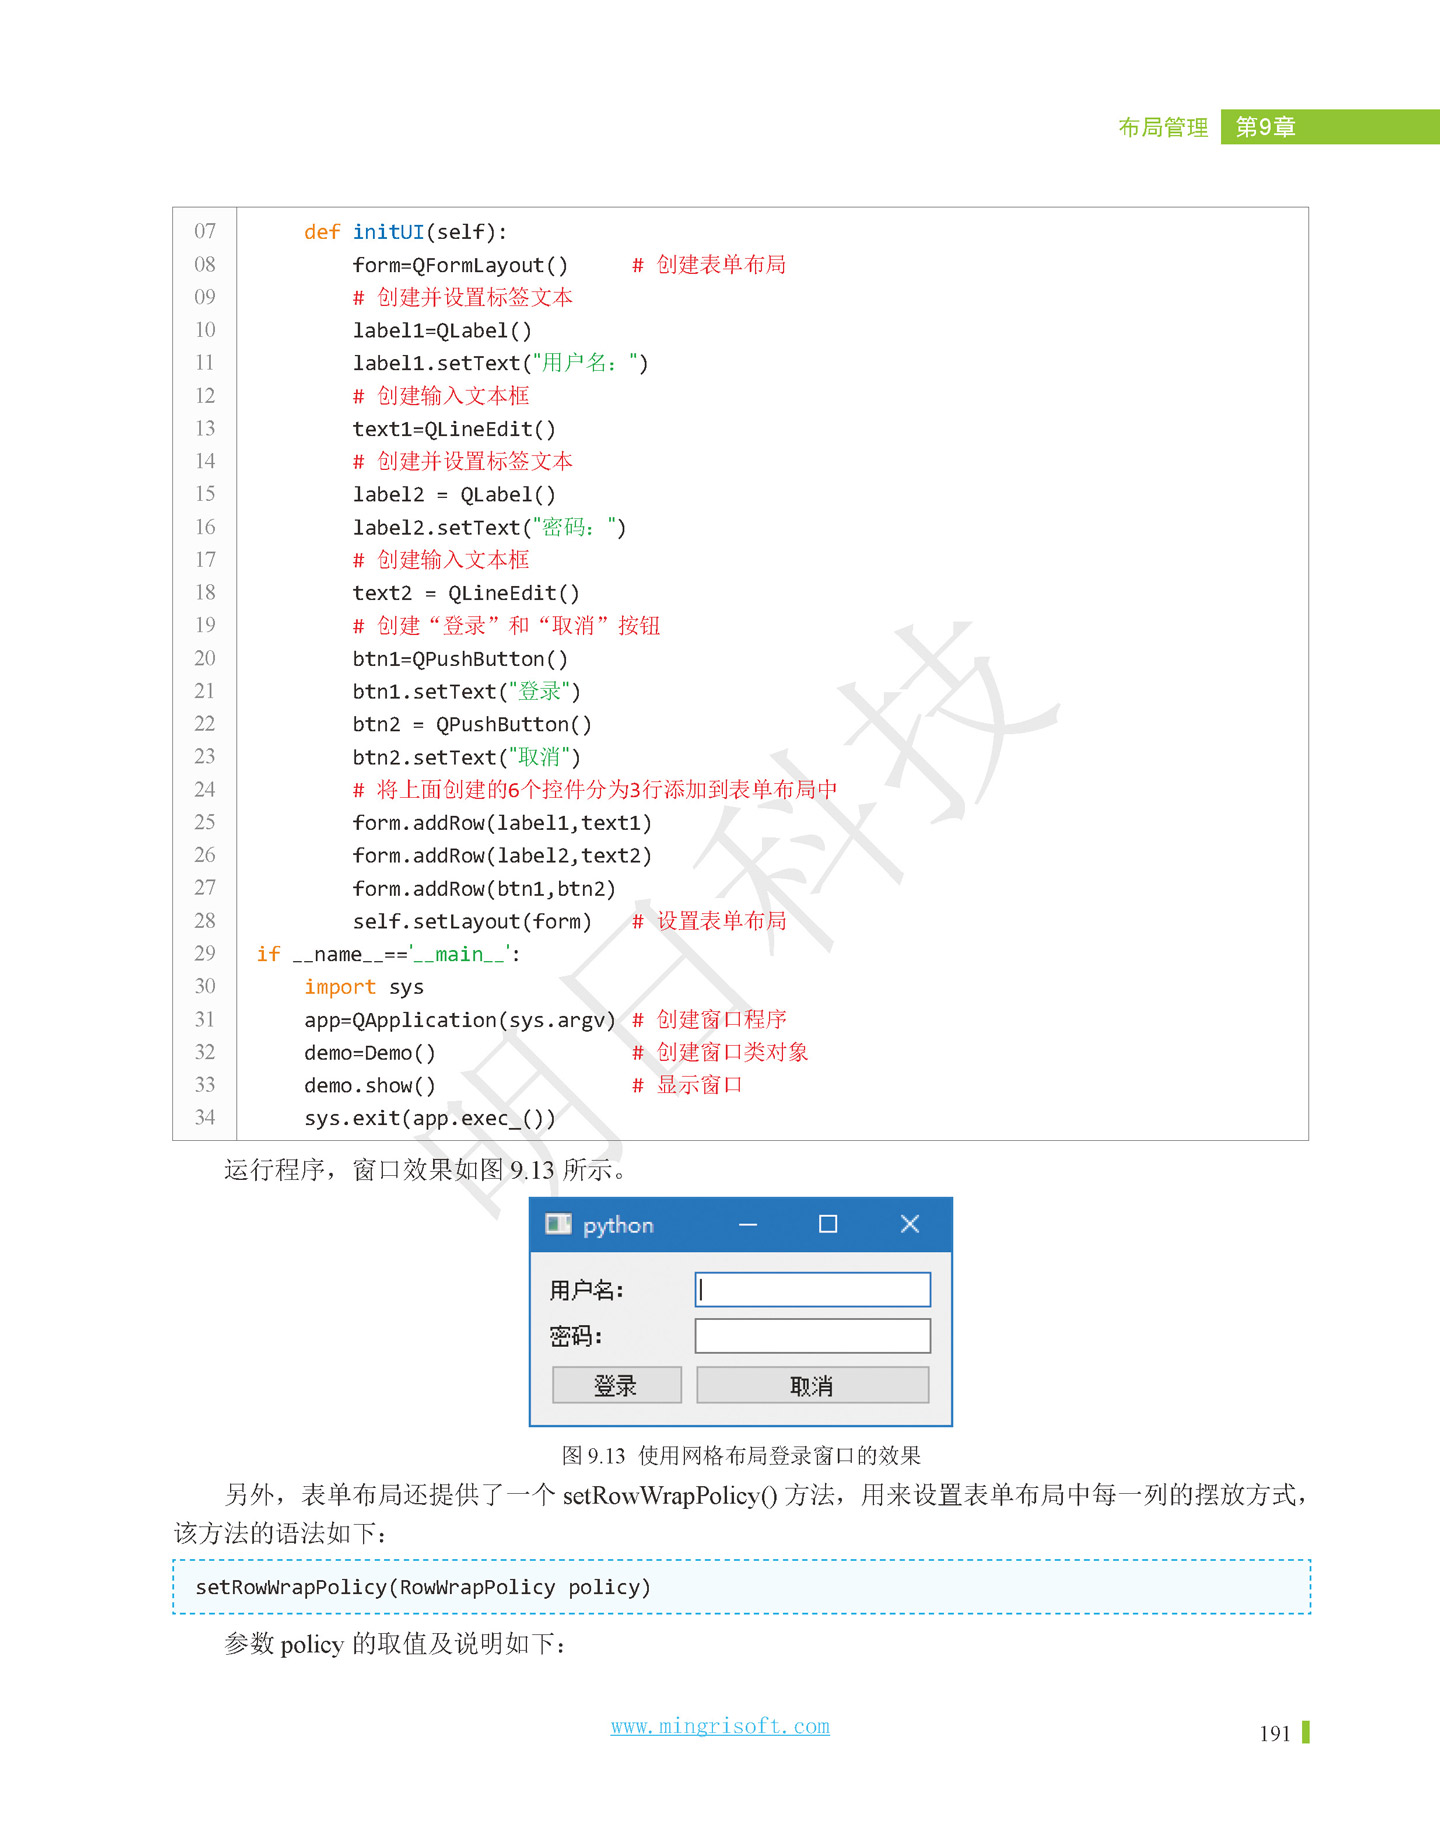 布局管理 第9章
07 def initUI(self):
08 form=QFormLayout() # 创建表单布局
09 # 创建并设置标签文本
10 label1=QLabel()
11 label1.setText("用户名：")
12 # 创建输入文本框
13 text1=QLineEdit()
14 # 创建并设置标签文本
15 label2 = QLabel()
16 label2.setText("密码：")
17 # 创建输入文本框
18 text2 = QLineEdit()
19 # 创建“登录”和“取消”按钮
20 btn1=QPushButton()
21 btn1.setText("登录")
22 btn2 = QPushButton()
23 btn2.setText("取消")
24 # 将上面创建的6个控件分为3行添加到表单布局中
25 form.addRow(label1,text1)
26 form.addRow(label2,text2)
27 form.addRow(btn1,btn2)
28 self.setLayout(form) # 设置表单布局
29 if __name__=='__main__':
30 import sys
31 app=QApplication(sys.argv) # 创建窗口程序
32 demo=Demo() # 创建窗口类对象
33 demo.show() # 显示窗口
34 sys.exit(app.exec_())
明日科技
运行程序，窗口效果如图 9.13 所示。
python
用户名：
密码：
登录 取消
图 9.13 使用网格布局登录窗口的效果
另外，表单布局还提供了一个 setRowWrapPolicy() 方法，用来设置表单布局中每一列的摆放方式，
该方法的语法如下：
setRowWrapPolicy(RowWrapPolicy policy)
参数 policy 的取值及说明如下：
www.mingrisoft.com
191